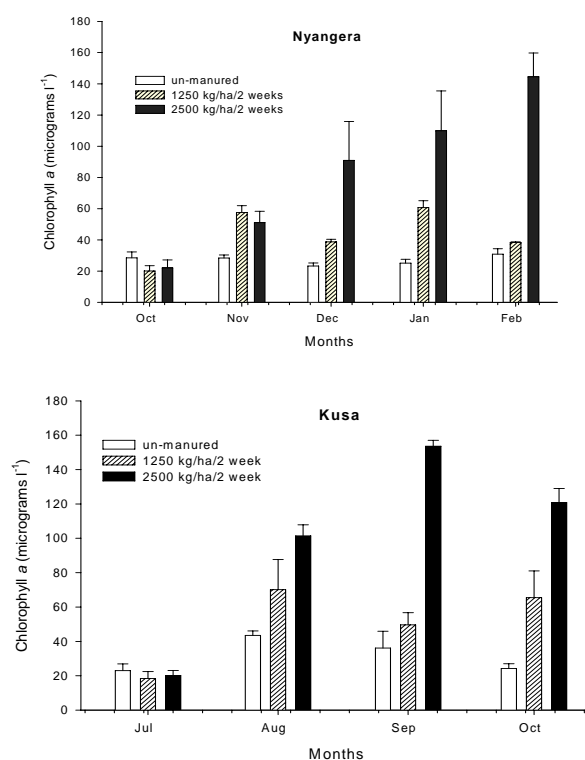 Nyangera
un-manured
1250 kg/ha/2 weeks
2500 kg/ha/2 weeks
Chlorophyll a (micrograms l⁻¹)
180
160
140
120
100
80
60
40
20
0
Oct Nov Dec Jan Feb
Months
Kusa
un-manured
1250 kg/ha/2 week
2500 kg/ha/2 week
Chlorophyll a (micrograms l⁻¹)
180
160
140
120
100
80
60
40
20
0
Jul Aug Sep Oct
Months